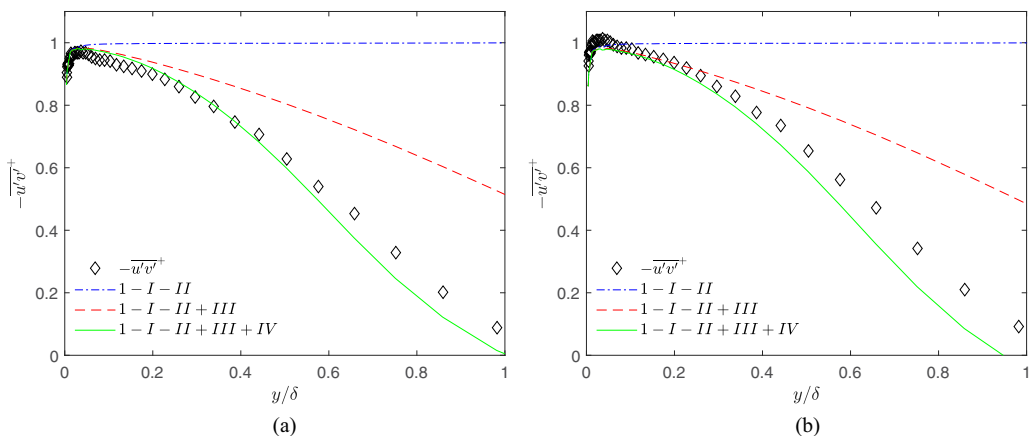 1
0.8
0.6
0.4
0.2
0
0 0.2 0.4 0.6 0.8 1
$-\overline{u'v'}^+$
$y/\delta$
$-\overline{u'v'}^+$
$1-I-II$
$1-I-II+III$
$1-I-II+III+IV$
(a)
1
0.8
0.6
0.4
0.2
0
0 0.2 0.4 0.6 0.8 1
$-\overline{u'v'}^+$
$y/\delta$
$-\overline{u'v'}^+$
$1-I-II$
$1-I-II+III$
$1-I-II+III+IV$
(b)